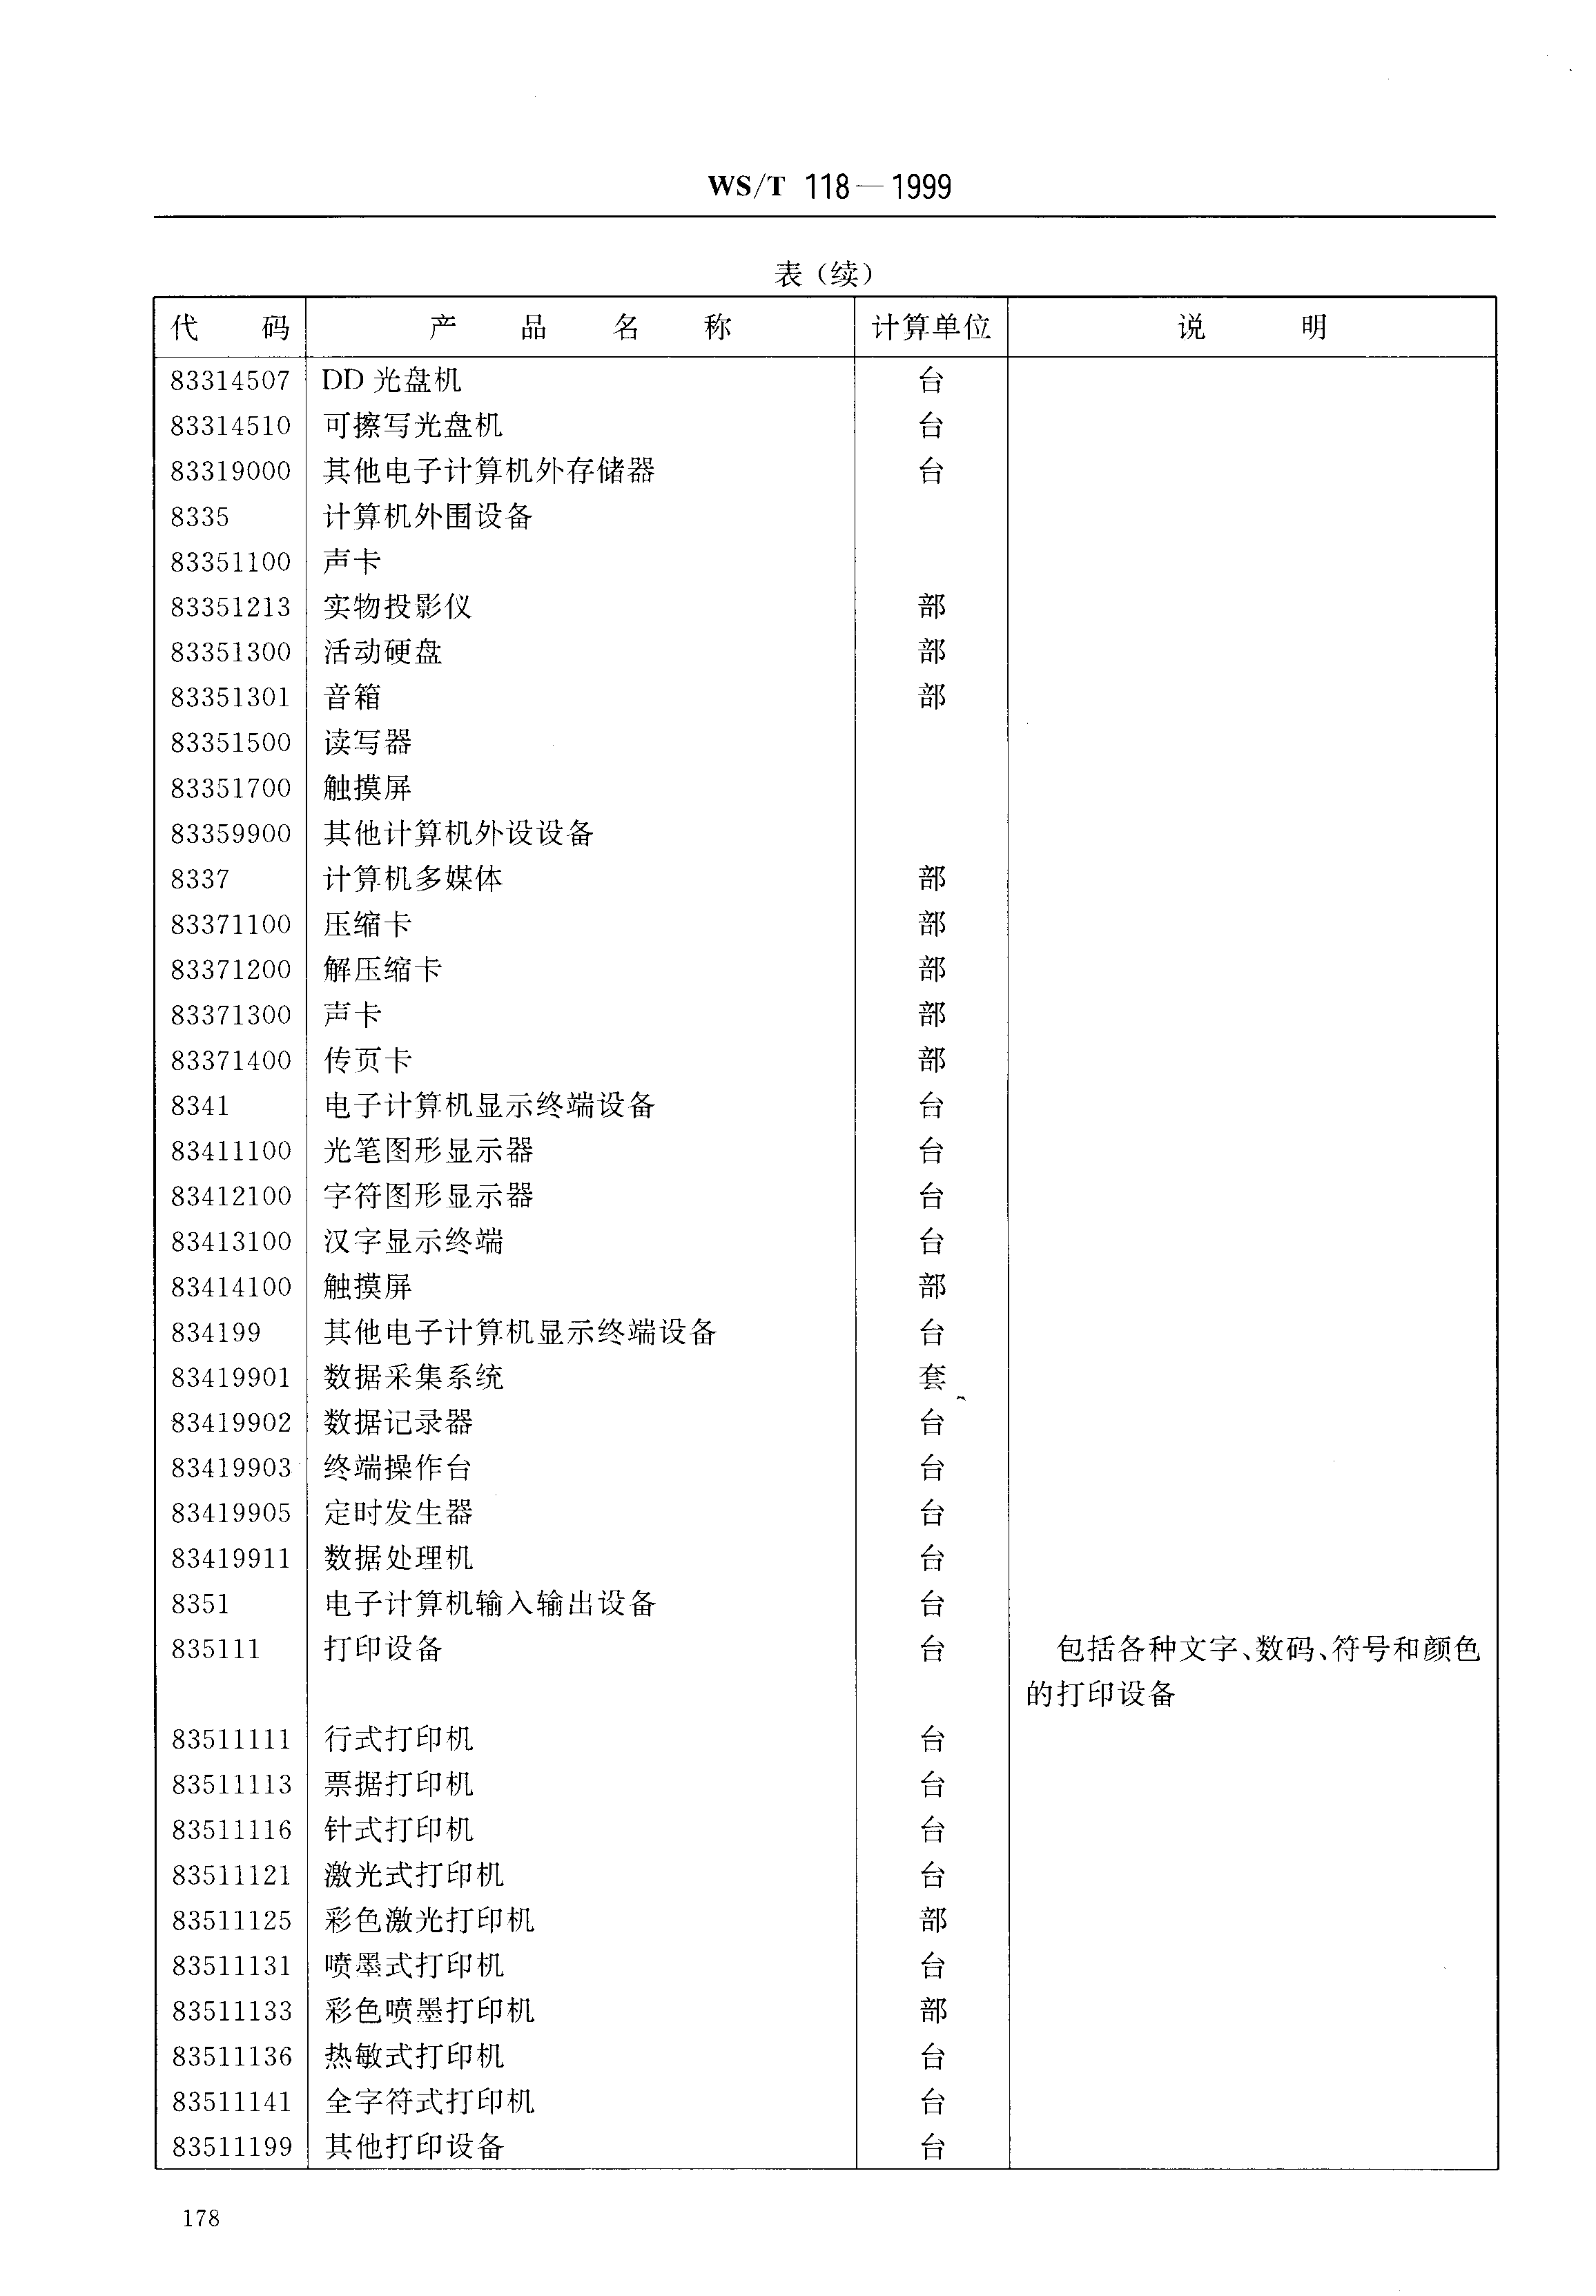 WS/T 118—1999
表（续）
代 码 产 品 名 称 计算单位 说 明
83314507 DD光盘机 台
83314510 可擦写光盘机 台
83319000 其他电子计算机外存储器 台
8335 计算机外围设备
83351100 声卡
83351213 实物投影仪 部
83351300 活动硬盘 部
83351301 音箱 部
83351500 读写器
83351700 触摸屏
83359900 其他计算机外设设备
8337 计算机多媒体 部
83371100 压缩卡 部
83371200 解压缩卡 部
83371300 声卡 部
83371400 传页卡 部
8341 电子计算机显示终端设备 台
83411100 光笔图形显示器 台
83412100 字符图形显示器 台
83413100 汉字显示终端 台
83414100 触摸屏 部
834199 其他电子计算机显示终端设备 台
83419901 数据采集系统 套
83419902 数据记录器 台
83419903 终端操作台 台
83419905 定时发生器 台
83419911 数据处理机 台
8351 电子计算机输入输出设备 台
835111 打印设备 台 包括各种文字、数码、符号和颜色
的打印设备
83511111 行式打印机 台
83511113 票据打印机 台
83511116 针式打印机 台
83511121 激光式打印机 台
83511125 彩色激光打印机 部
83511131 喷墨式打印机 台
83511133 彩色喷墨打印机 部
83511136 热敏式打印机 台
83511141 全字符式打印机 台
83511199 其他打印设备 台
178